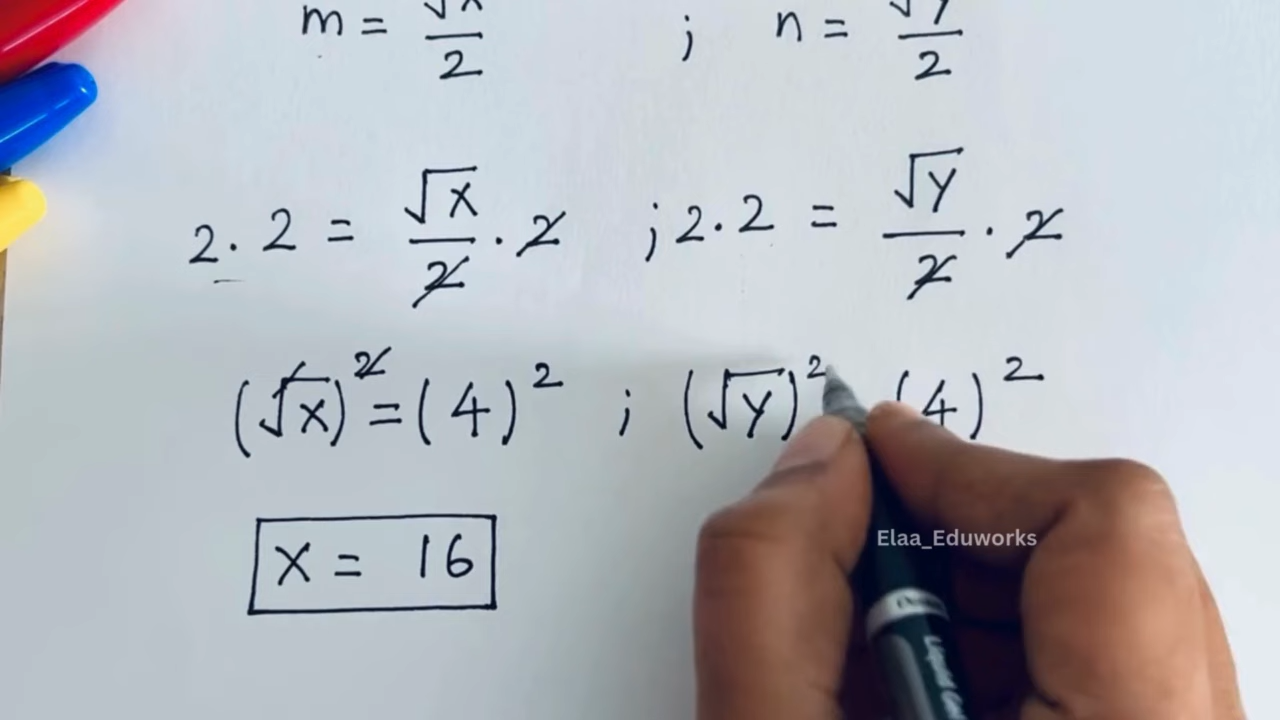 m = √x / 2 ; n = √y / 2
2 . 2 = √x / 2 . 2 ; 2 . 2 = √y / 2 . 2
(√x)² = (4)² ; (√y)² (4)²
Elaa_Eduworks
x = 16